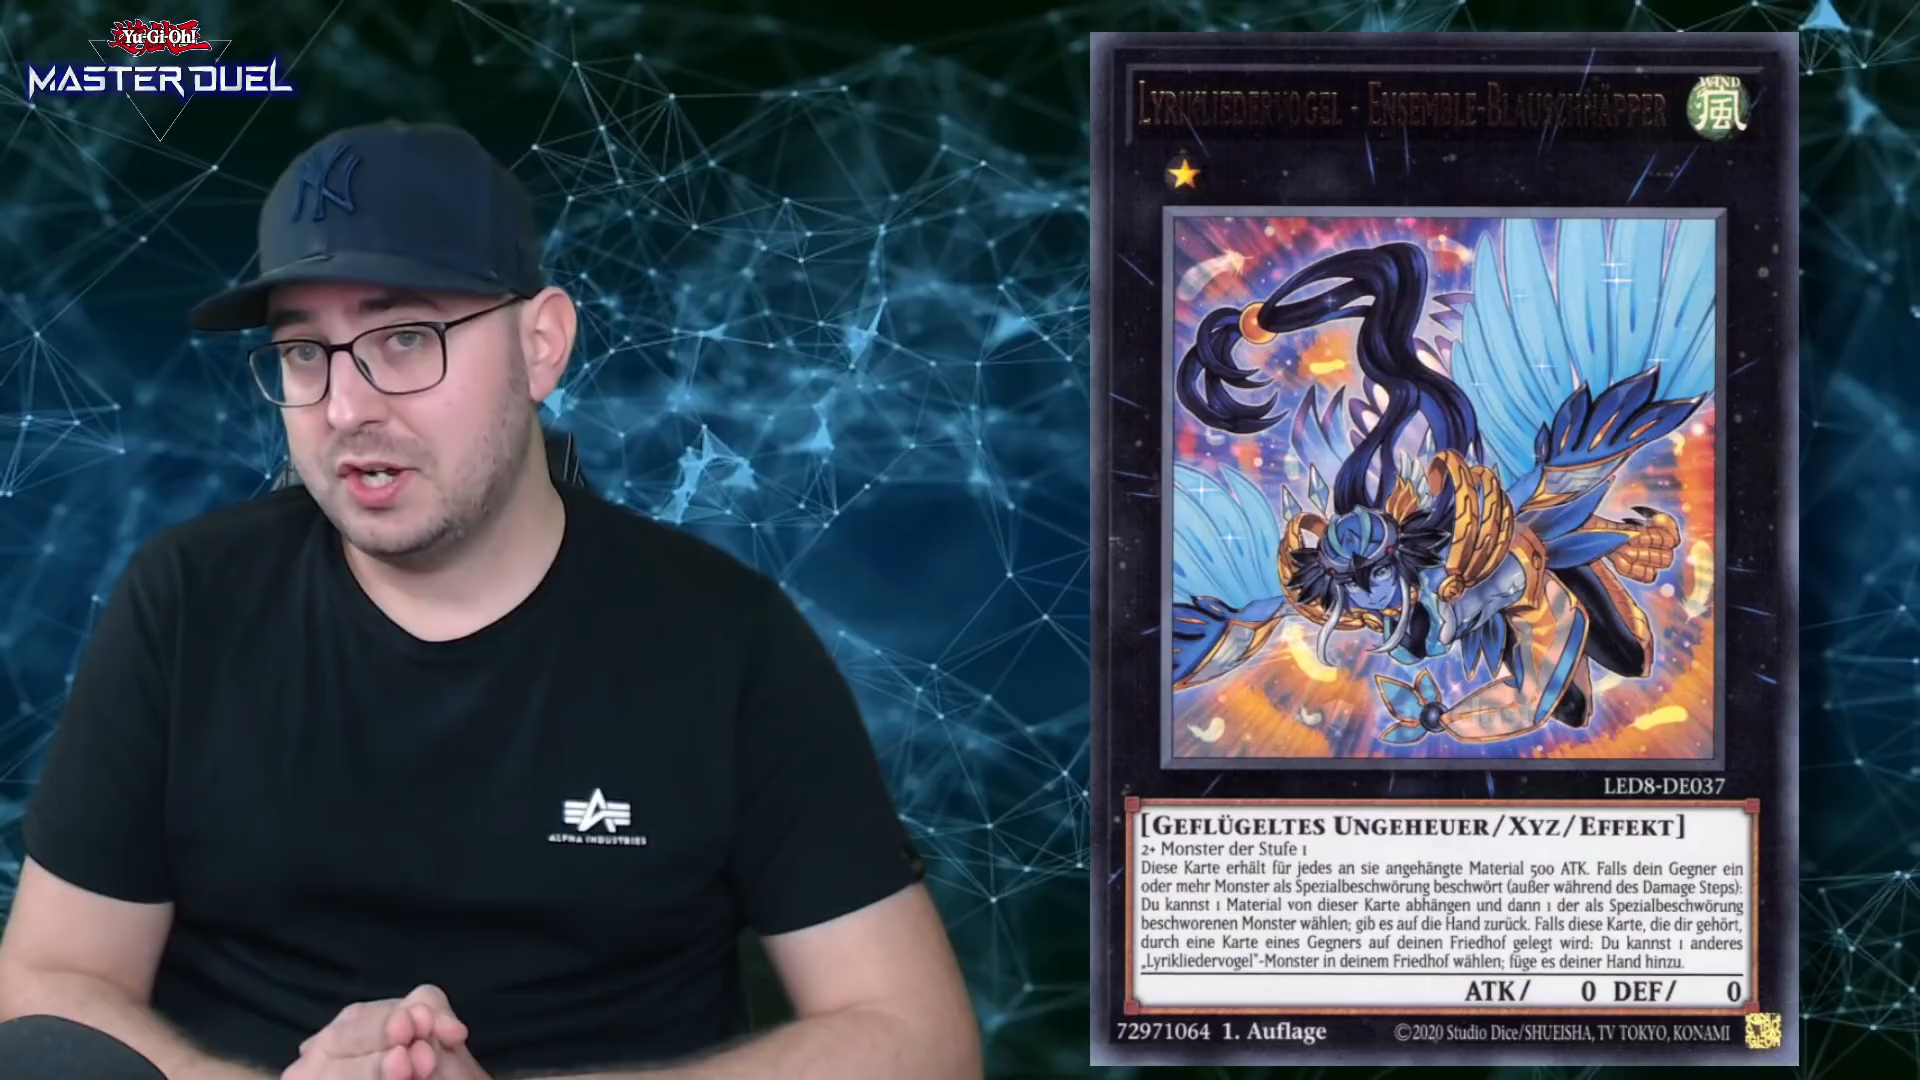 Yu-Gi-Oh!
MASTER DUEL
NY
ALPHA INDUSTRIES
LYRIKLIEDERVOGEL - ENSEMBLE-BLAUSCHNÄPPER
WIND
風
LED8-DE037
[GEFLÜGELTES UNGEHEUER/XYZ/EFFEKT]
2+ Monster der Stufe 1
Diese Karte erhält für jedes an sie angehängte Material 500 ATK. Falls dein Gegner ein
oder mehr Monster als Spezialbeschwörung beschwört (außer während des Damage Steps):
Du kannst 1 Material von dieser Karte abhängen und dann 1 der als Spezialbeschwörung
beschworenen Monster wählen; gib es auf die Hand zurück. Falls diese Karte, die dir gehört,
durch eine Karte eines Gegners auf deinen Friedhof gelegt wird: Du kannst 1 anderes
„Lyrikliedervogel"-Monster in deinem Friedhof wählen; füge es deiner Hand hinzu.
ATK/ 0 DEF/ 0
72971064 1. Auflage ©2020 Studio Dice/SHUEISHA, TV TOKYO, KONAMI